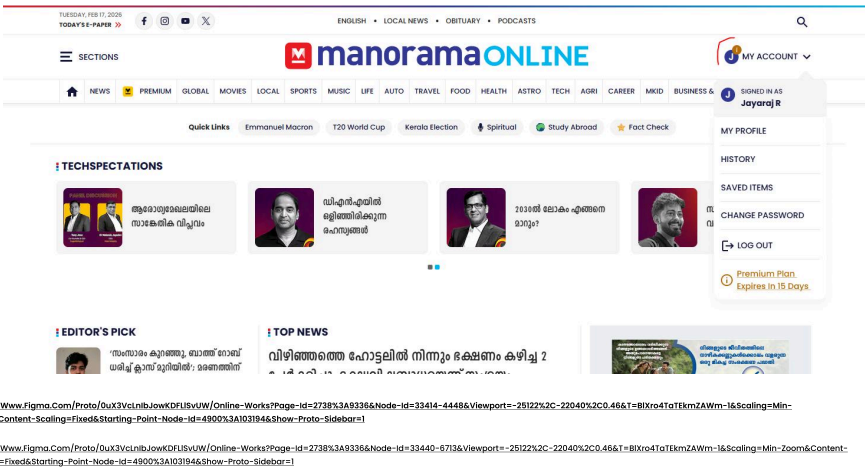 TUESDAY, FEB 17, 2026
TODAY'S E-PAPER
ENGLISH • LOCAL NEWS • OBITUARY • PODCASTS
SECTIONS
manorama ONLINE
J MY ACCOUNT
NEWS PREMIUM GLOBAL MOVIES LOCAL SPORTS MUSIC LIFE AUTO TRAVEL FOOD HEALTH ASTRO TECH AGRI CAREER MKID BUSINESS &
J SIGNED IN AS
Jayaraj R
MY PROFILE
HISTORY
SAVED ITEMS
CHANGE PASSWORD
LOG OUT
Premium Plan
Expires In 15 Days
Quick Links Emmanuel Macron T20 World Cup Kerala Election Spiritual Study Abroad Fact Check
TECHSPECTATIONS
ആരോഗ്യമേഖലയിലെ
സാങ്കേതിക വിപ്ലവം
ഡിഎൻഎയിൽ
ഒളിഞ്ഞിരിക്കുന്ന
രഹസ്യങ്ങൾ
2030ൽ ലോകം എങ്ങനെ
മാറും?
EDITOR'S PICK
'സംസാരം കുറഞ്ഞു, ബാത്ത് റോബ്
ധരിച്ച് ക്ലാസ് മുറിയിൽ'; മരണത്തിന്
TOP NEWS
വിഴിഞ്ഞത്തെ ഹോട്ടലിൽ നിന്നും ഭക്ഷണം കഴിച്ച 2
Www.Figma.Com/Proto/0uX3VcLnIbJowKDFLISvUW/Online-Works?Page-Id=2738%3A9336&Node-Id=33414-4448&Viewport=-25122%2C-22040%2C0.46&T=BIXro4TaTEkmZAWm-1&Scaling=Min-
Content-Scaling=Fixed&Starting-Point-Node-Id=4900%3A103194&Show-Proto-Sidebar=1
Www.Figma.Com/Proto/0uX3VcLnIbJowKDFLISvUW/Online-Works?Page-Id=2738%3A9336&Node-Id=33440-6713&Viewport=-25122%2C-22040%2C0.46&T=BIXro4TaTEkmZAWm-1&Scaling=Min-Zoom&Content-
=Fixed&Starting-Point-Node-Id=4900%3A103194&Show-Proto-Sidebar=1